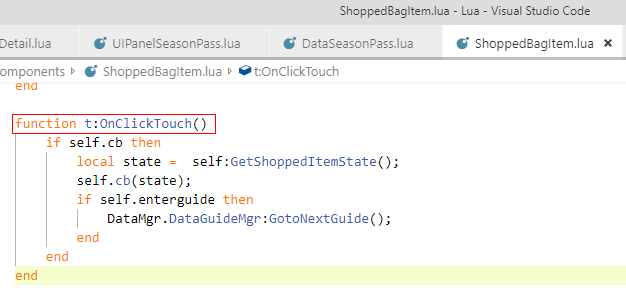 ShoppedBagItem.lua - Lua - Visual Studio Code
Detail.lua UIPanelSeasonPass.lua DataSeasonPass.lua ShoppedBagItem.lua ×
omponents ShoppedBagItem.lua t:OnClickTouch
end
function t:OnClickTouch()
if self.cb then
local state = self:GetShoppedItemState();
self.cb(state);
if self.enterguide then
DataMgr.DataGuideMgr:GotoNextGuide();
end
end
end